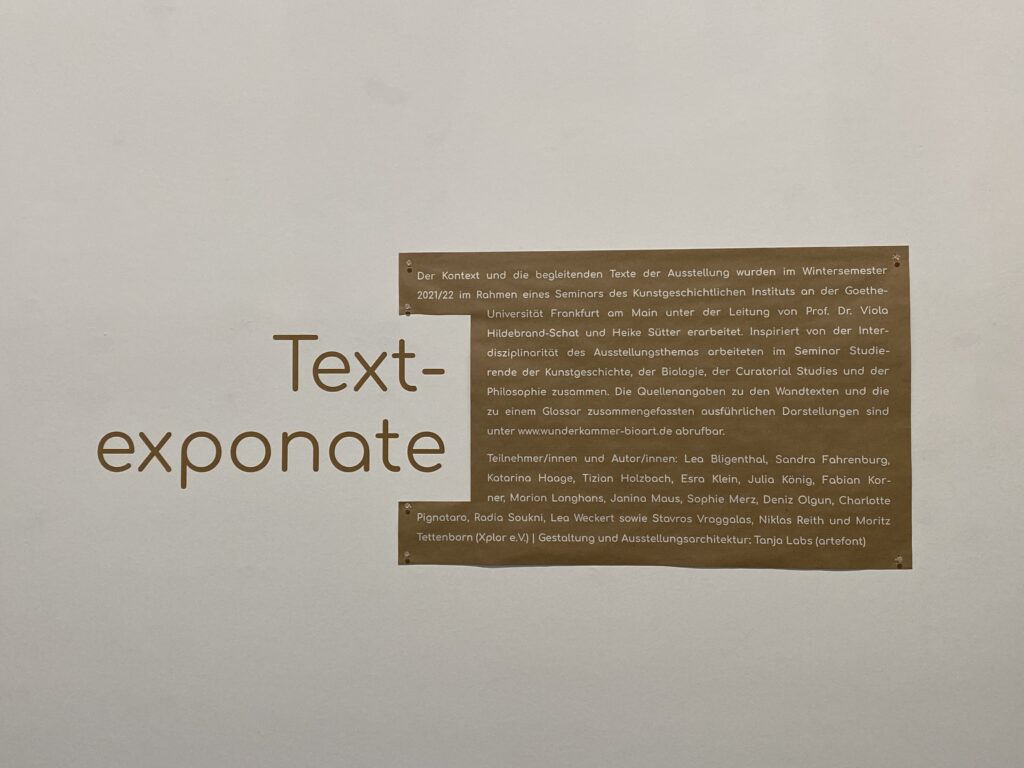 Text-
exponate
Der Kontext und die begleitenden Texte der Ausstellung wurden im Wintersemester
2021/22 im Rahmen eines Seminars des Kunstgeschichtlichen Instituts an der Goethe-
Universität Frankfurt am Main unter der Leitung von Prof. Dr. Viola
Hildebrand-Schat und Heike Sütter erarbeitet. Inspiriert von der Inter-
disziplinarität des Ausstellungsthemas arbeiteten im Seminar Studie-
rende der Kunstgeschichte, der Biologie, der Curatorial Studies und der
Philosophie zusammen. Die Quellenangaben zu den Wandtexten und die
zu einem Glossar zusammengefassten ausführlichen Darstellungen sind
unter www.wunderkammer-bioart.de abrufbar.
Teilnehmer/innen und Autor/innen: Lea Bligenthal, Sandra Fahrenburg,
Katarina Haage, Tizian Holzbach, Esra Klein, Julia König, Fabian Kor-
ner, Marion Langhans, Janina Maus, Sophie Merz, Deniz Olgun, Charlotte
Pignataro, Radia Soukni, Lea Weckert sowie Stavros Vraggalas, Niklas Reith und Moritz
Tettenborn (Xplor e.V.) | Gestaltung und Ausstellungsarchitektur: Tanja Labs (artefont)